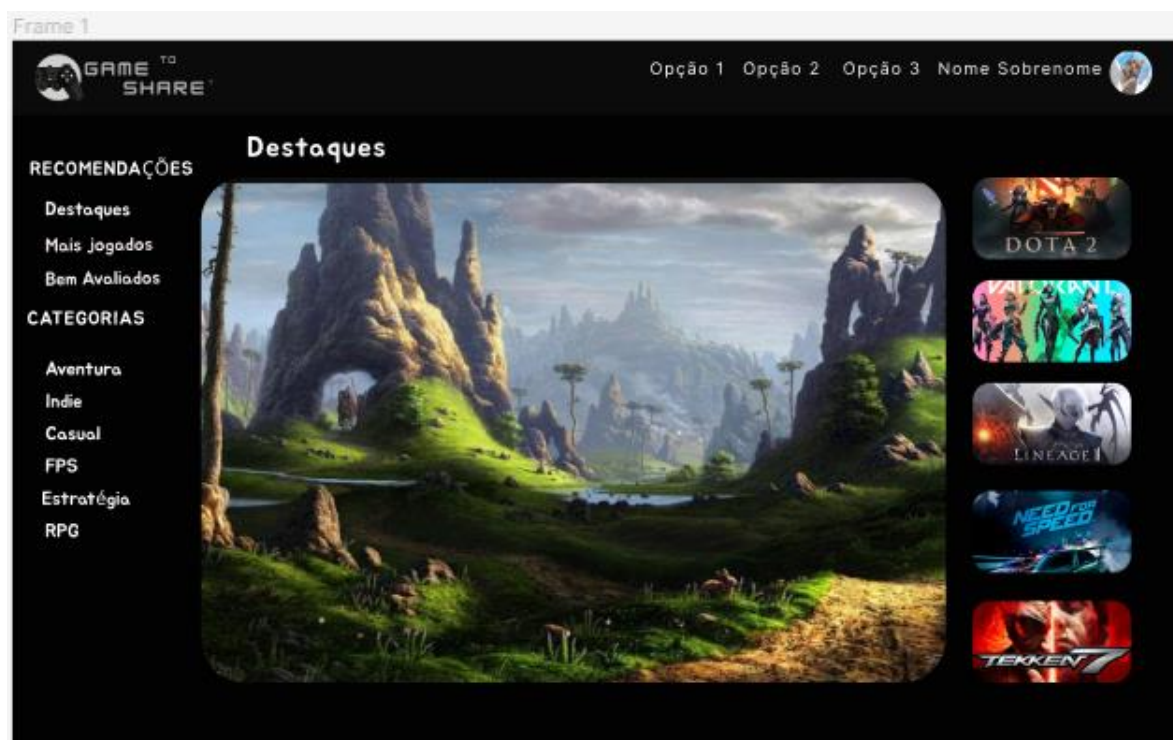 Frame 1
GAME TO
SHARE
Opção 1 Opção 2 Opção 3 Nome Sobrenome
RECOMENDAÇÕES
Destaques
Mais jogados
Bem Avaliados
CATEGORIAS
Aventura
Indie
Casual
FPS
Estratégia
RPG
Destaques
DOTA 2
VALORANT
LINEAGE
NEED FOR
SPEED
TEKKEN 7